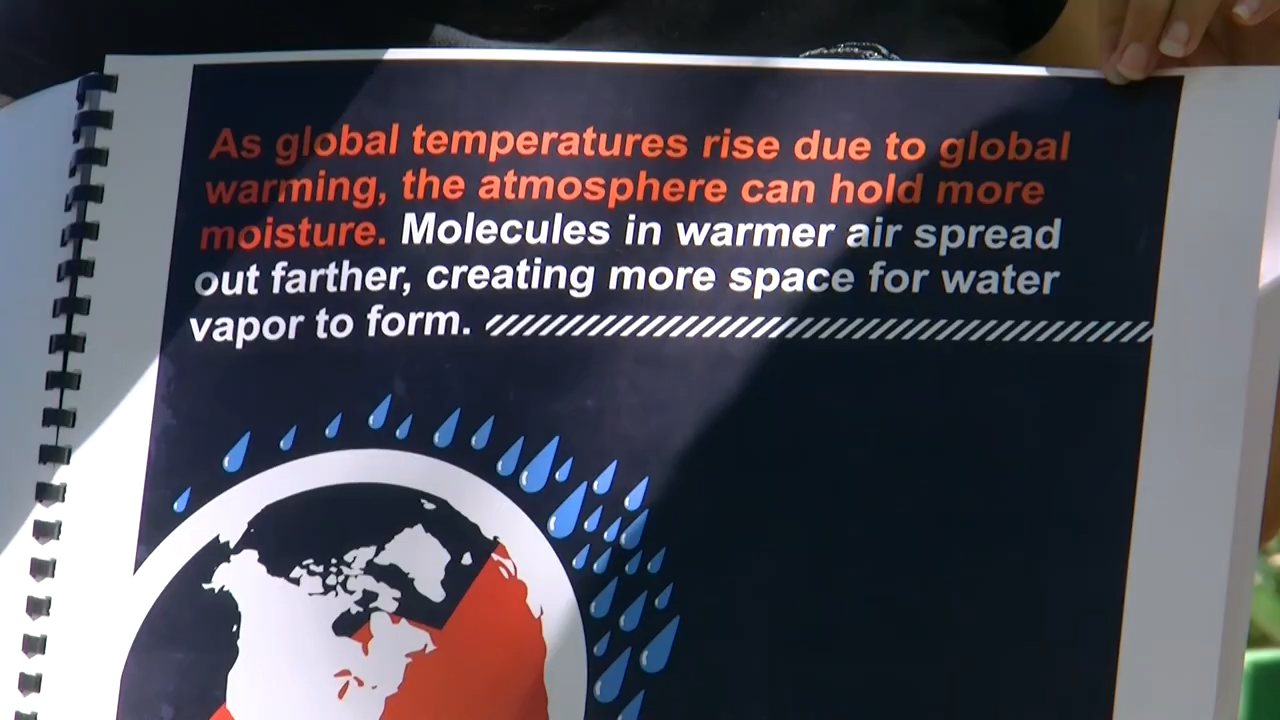 As global temperatures rise due to global
warming, the atmosphere can hold more
moisture. Molecules in warmer air spread
out farther, creating more space for water
vapor to form.